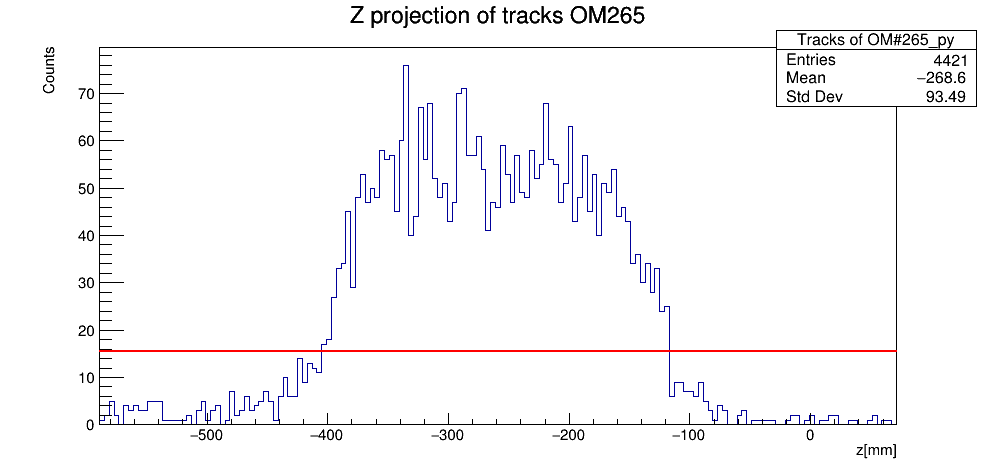 Z projection of tracks OM265
Tracks of OM#265_py
Entries 4421
Mean −268.6
Std Dev 93.49
Counts
70
60
50
40
30
20
10
0
−500 −400 −300 −200 −100 0
z[mm]